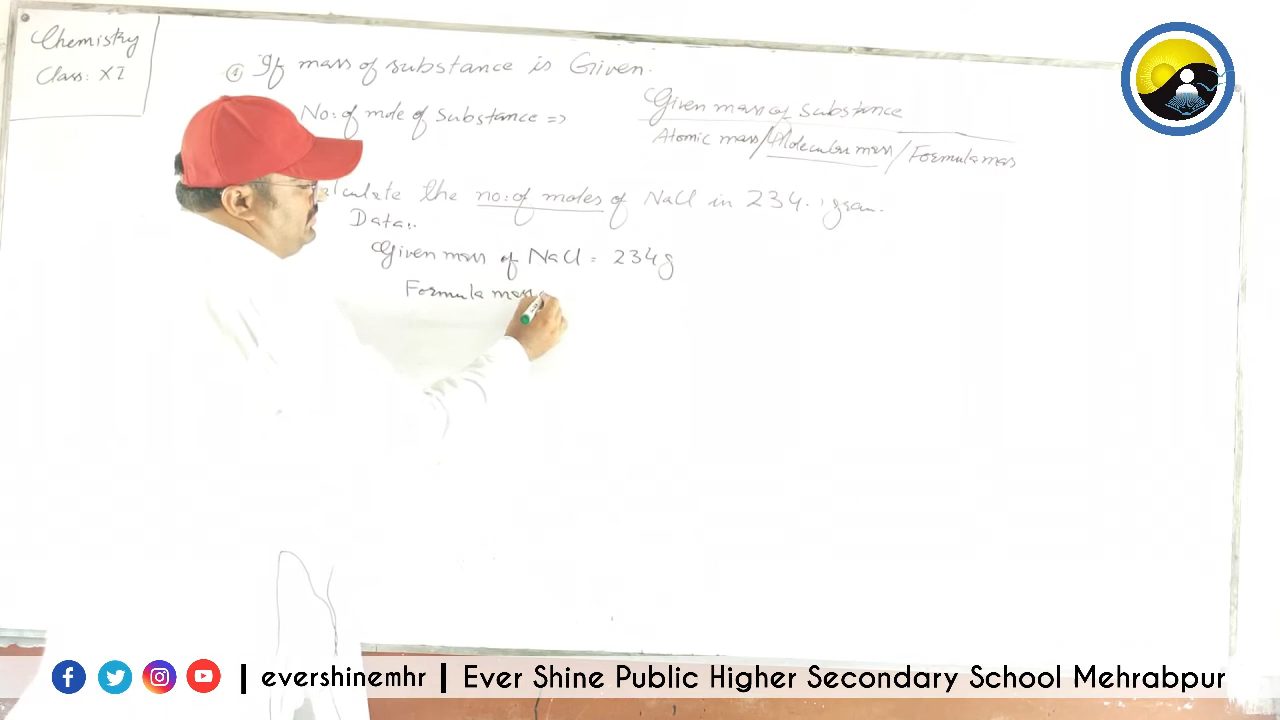 Chemistry
Class: XI
If mass of substance is Given.
No: of mole of substance =>
Given mass of substance
Atomic mass/Molecular mass/Formula mass
alculate the no: of moles of NaCl in 234. gram.
Data:
Given mass of NaCl = 234g
Formula mass
| evershinemhr | Ever Shine Public Higher Secondary School Mehrabpur